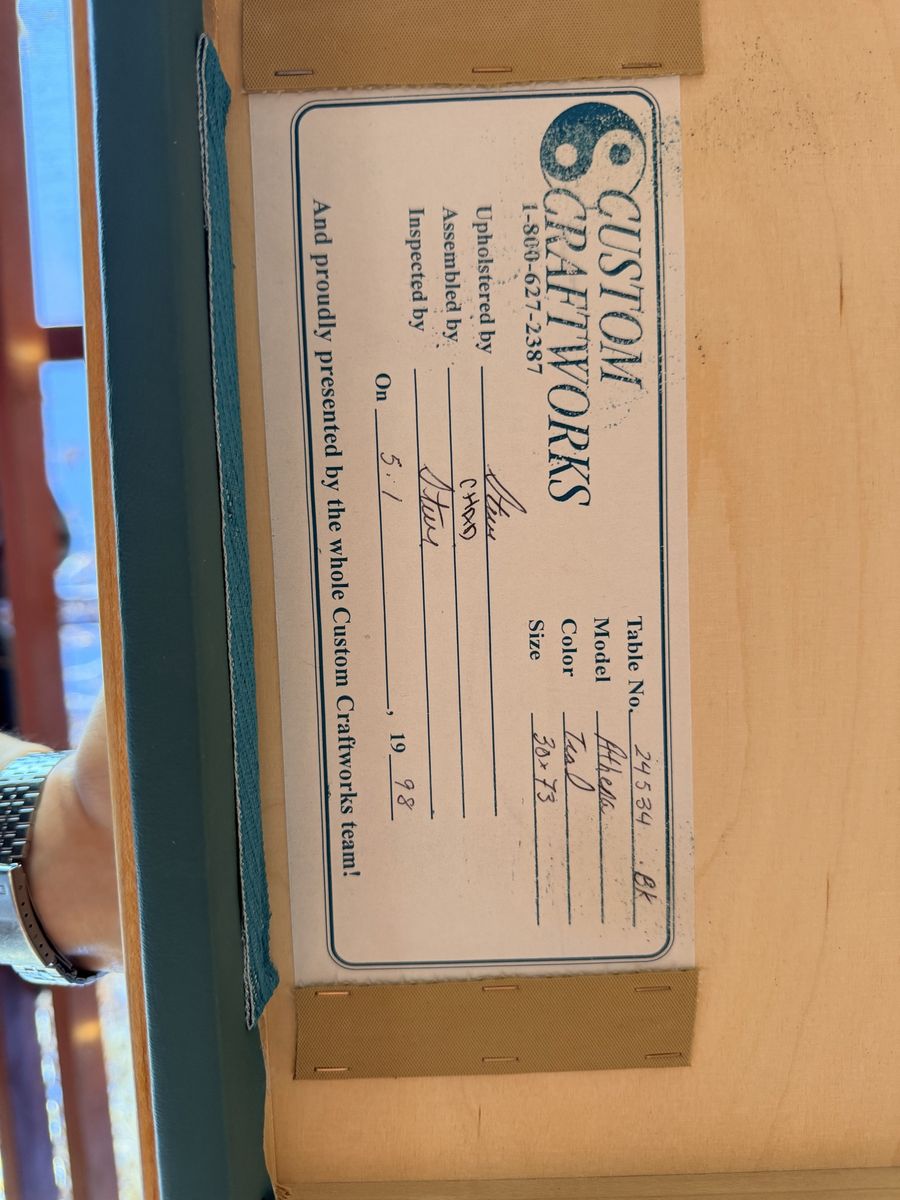 CUSTOM
CRAFTWORKS
1-800-627-2387
Table No. 24534 BK
Model Athena
Color Teal
Size 30x73
Upholstered by Steve
Assembled by CHAD
Inspected by Steve
On 5:1, 19 98
And proudly presented by the whole Custom Craftworks team!